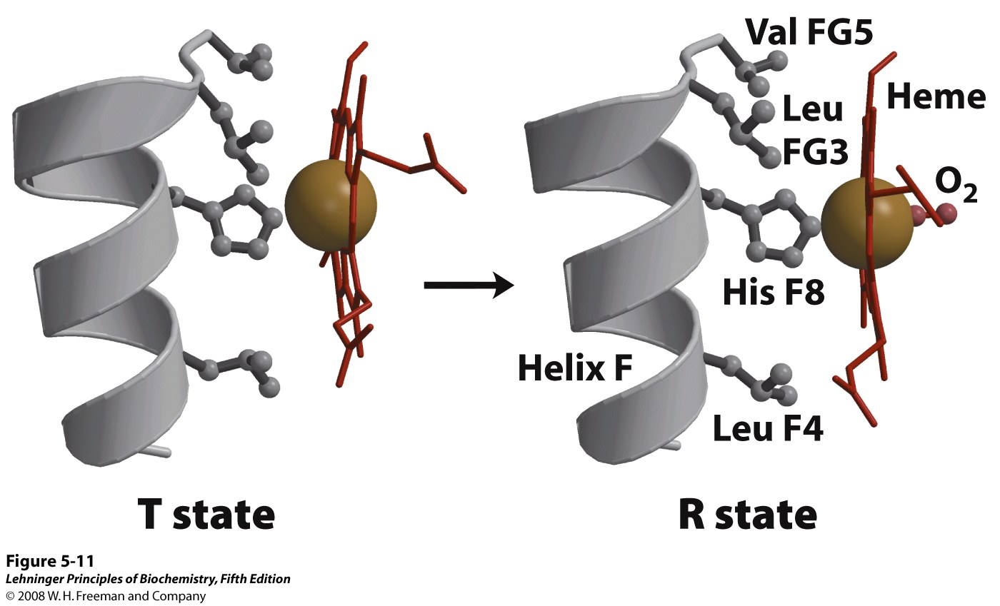 Val FG5
Heme
Leu
FG3
O2
His F8
Helix F
Leu F4
T state
R state
Figure 5-11
Lehninger Principles of Biochemistry, Fifth Edition
© 2008 W. H. Freeman and Company